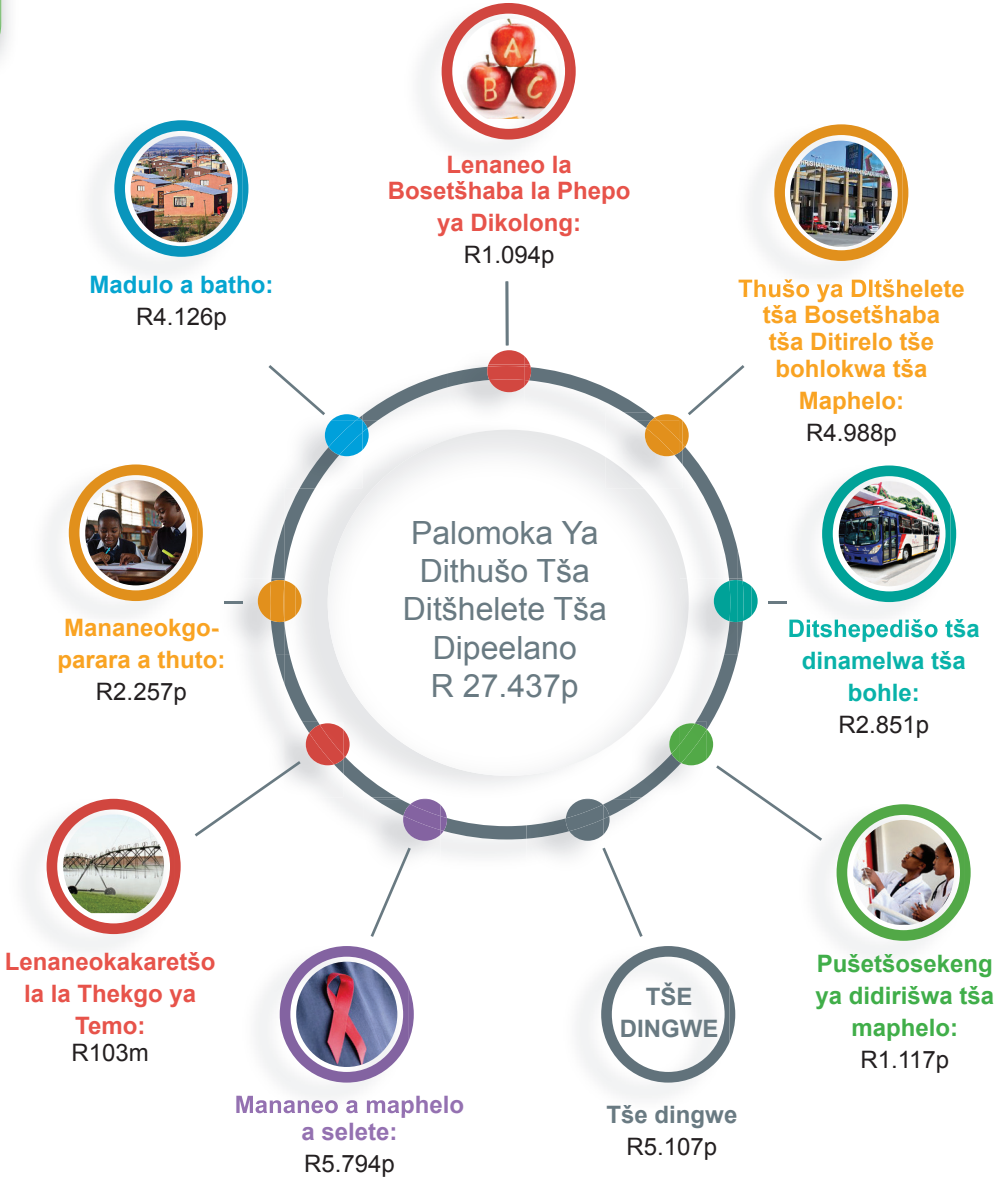 A
B C
Lenaneo la
Bosetšhaba la Phepo
ya Dikolong:
R1.094p
Thušo ya DItšhelete
tša Bosetšhaba
tša Ditirelo tše
bohlokwa tša
Maphelo:
R4.988p
Ditshepedišo tša
dinamelwa tša
bohle:
R2.851p
Pušetšosekeng
ya didirišwa tša
maphelo:
R1.117p
TŠE
DINGWE
Tše dingwe
R5.107p
Mananeo a maphelo
a selete:
R5.794p
Lenaneokakaretšo
la la Thekgo ya
Temo:
R103m
Mananeokgo-
parara a thuto:
R2.257p
Madulo a batho:
R4.126p
Palomoka Ya
Dithušo Tša
Ditšhelete Tša
Dipeelano
R 27.437p